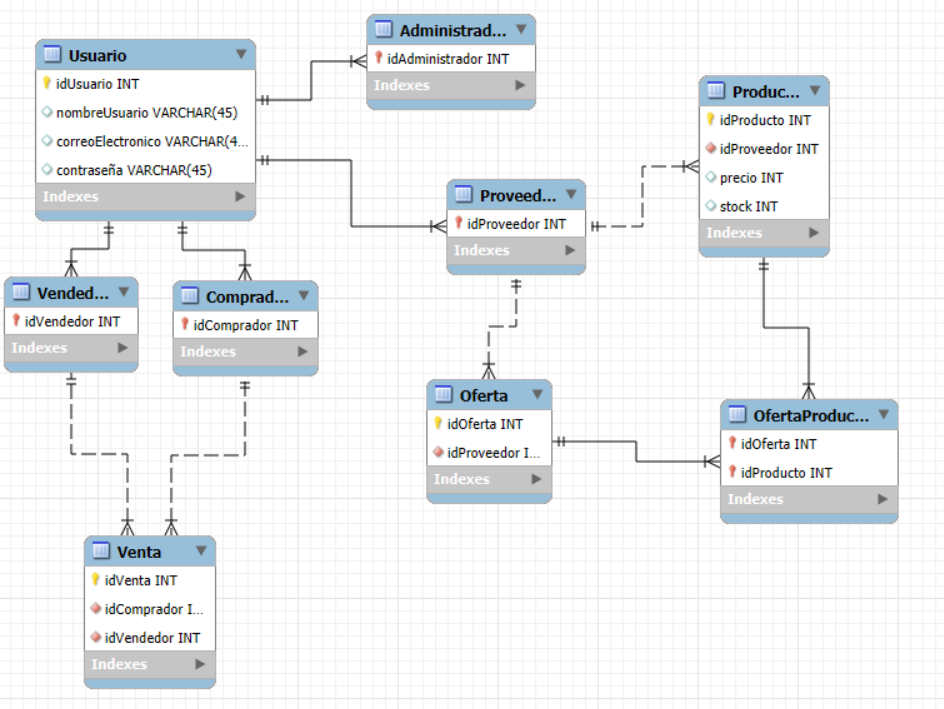 Usuario
idUsuario INT
nombreUsuario VARCHAR(45)
correoElectronico VARCHAR(4...
contraseña VARCHAR(45)
Indexes
Administrad...
idAdministrador INT
Indexes
Produc...
idProducto INT
idProveedor INT
precio INT
stock INT
Indexes
Proveed...
idProveedor INT
Indexes
Vended...
idVendedor INT
Indexes
Comprad...
idComprador INT
Indexes
Oferta
idOferta INT
idProveedor I...
Indexes
OfertaProduc...
idOferta INT
idProducto INT
Indexes
Venta
idVenta INT
idComprador I...
idVendedor INT
Indexes